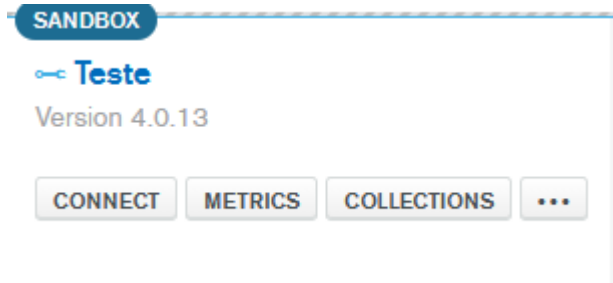 SANDBOX
Teste
Version 4.0.13
CONNECT METRICS COLLECTIONS ...